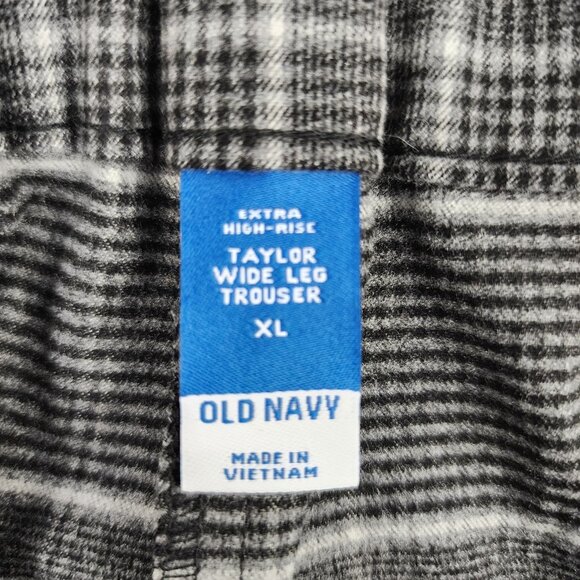 EXTRA
HIGH-RISE
TAYLOR
WIDE LEG
TROUSER
XL
OLD NAVY
MADE IN
VIETNAM